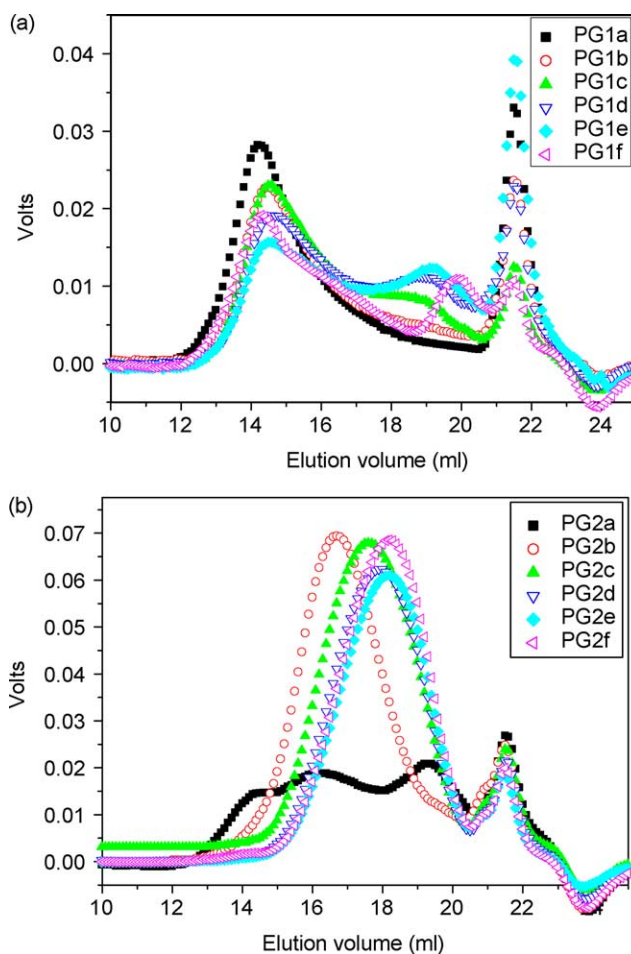 (a)
PG1a
PG1b
PG1c
PG1d
PG1e
PG1f
0.04
0.03
0.02
0.01
0.00
Volts
10 12 14 16 18 20 22 24
Elution volume (ml)
(b)
PG2a
PG2b
PG2c
PG2d
PG2e
PG2f
0.07
0.06
0.05
0.04
0.03
0.02
0.01
0.00
Volts
10 12 14 16 18 20 22
Elution volume (ml)